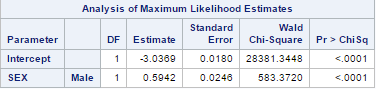 Analysis of Maximum Likelihood Estimates
Parameter DF Estimate Standard Error Wald Chi-Square Pr > ChiSq
Intercept 1 -3.0369 0.0180 28381.3448 <.0001
SEX Male 1 0.5942 0.0246 583.3720 <.0001